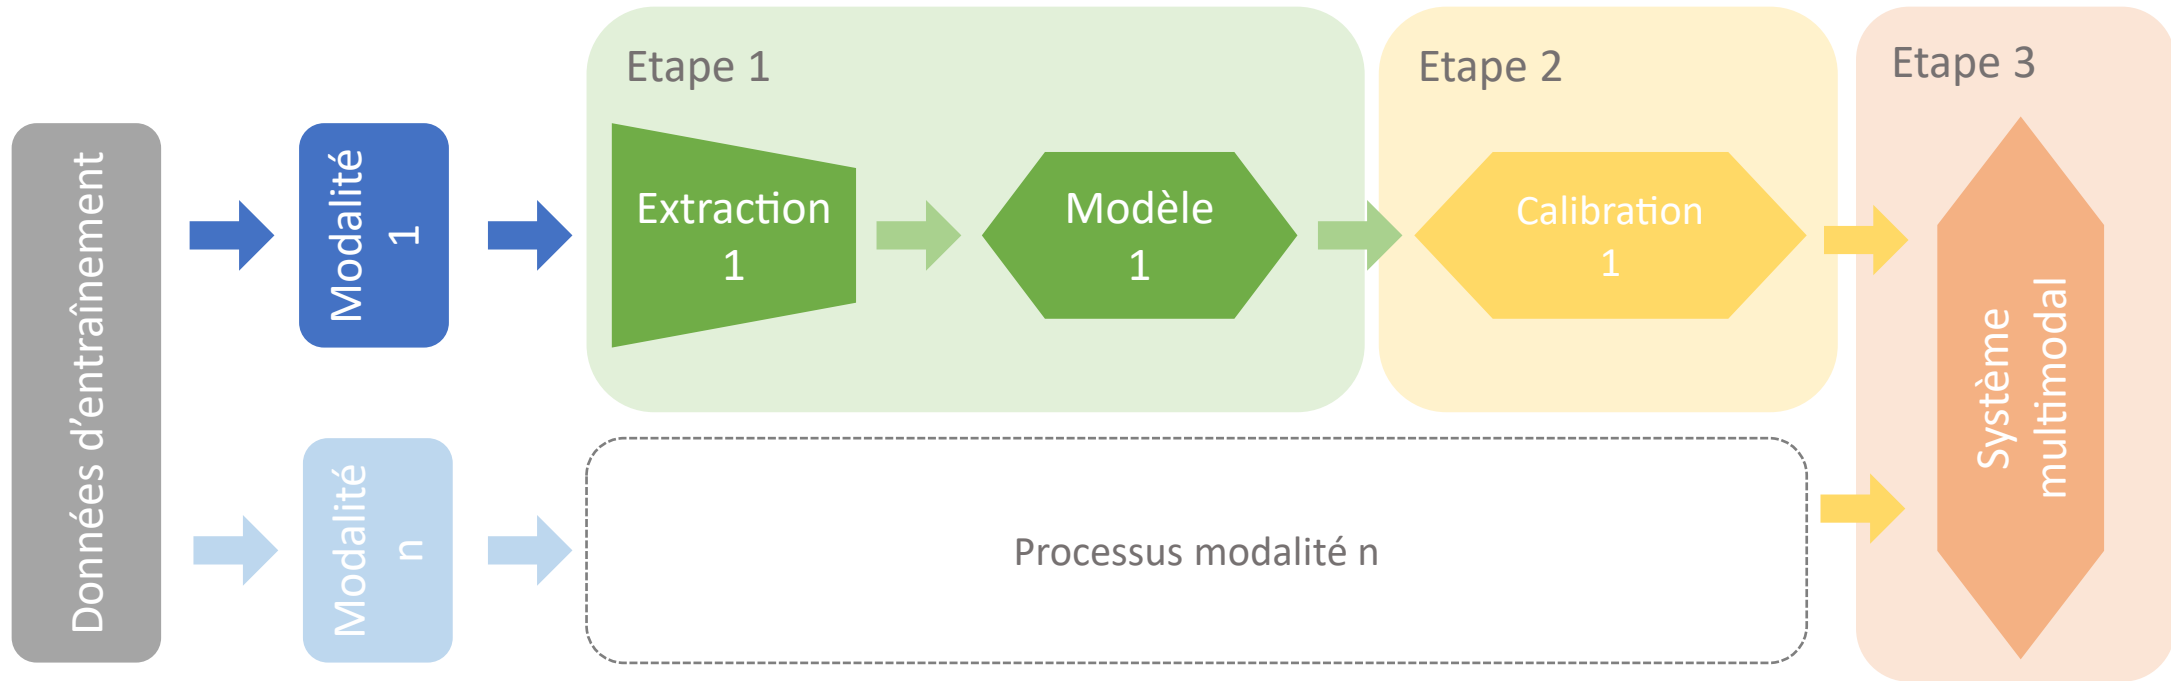 Données d'entraînement
Modalité
1
Etape 1
Extraction
1
Modèle
1
Etape 2
Calibration
1
Etape 3
Système
multimodal
Modalité
n
Processus modalité n